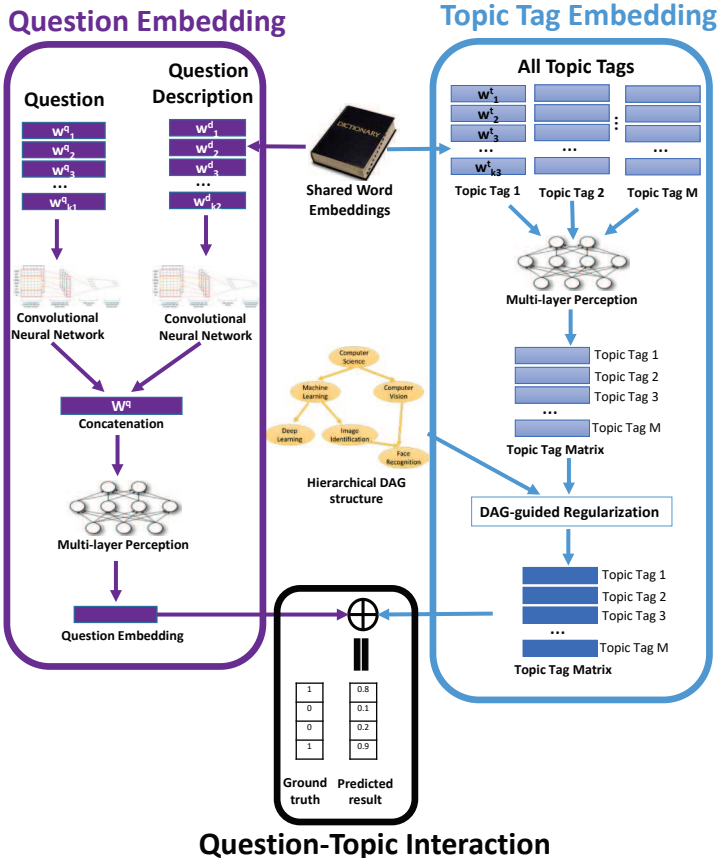 Question Embedding
Topic Tag Embedding
Question
Question
Description
w^q_1
w^q_2
w^q_3
...
w^q_k1
w^d_1
w^d_2
w^d_3
...
w^d_k2
Convolutional
Neural Network
Convolutional
Neural Network
W^q
Concatenation
Multi-layer Perception
Question Embedding
DICTIONARY
Shared Word
Embeddings
Computer
Science
Machine
Learning
Computer
Vision
Deep
Learning
Image
Identification
Face
Recognition
Hierarchical DAG
structure
All Topic Tags
w^t_1
w^t_2
w^t_3
...
w^t_k3
...
...
...
Topic Tag 1
Topic Tag 2
Topic Tag M
Multi-layer Perception
Topic Tag 1
Topic Tag 2
Topic Tag 3
...
Topic Tag M
Topic Tag Matrix
DAG-guided Regularization
Topic Tag 1
Topic Tag 2
Topic Tag 3
...
Topic Tag M
Topic Tag Matrix
1 0.8
0 0.1
0 0.2
1 0.9
Ground
truth
Predicted
result
Question-Topic Interaction